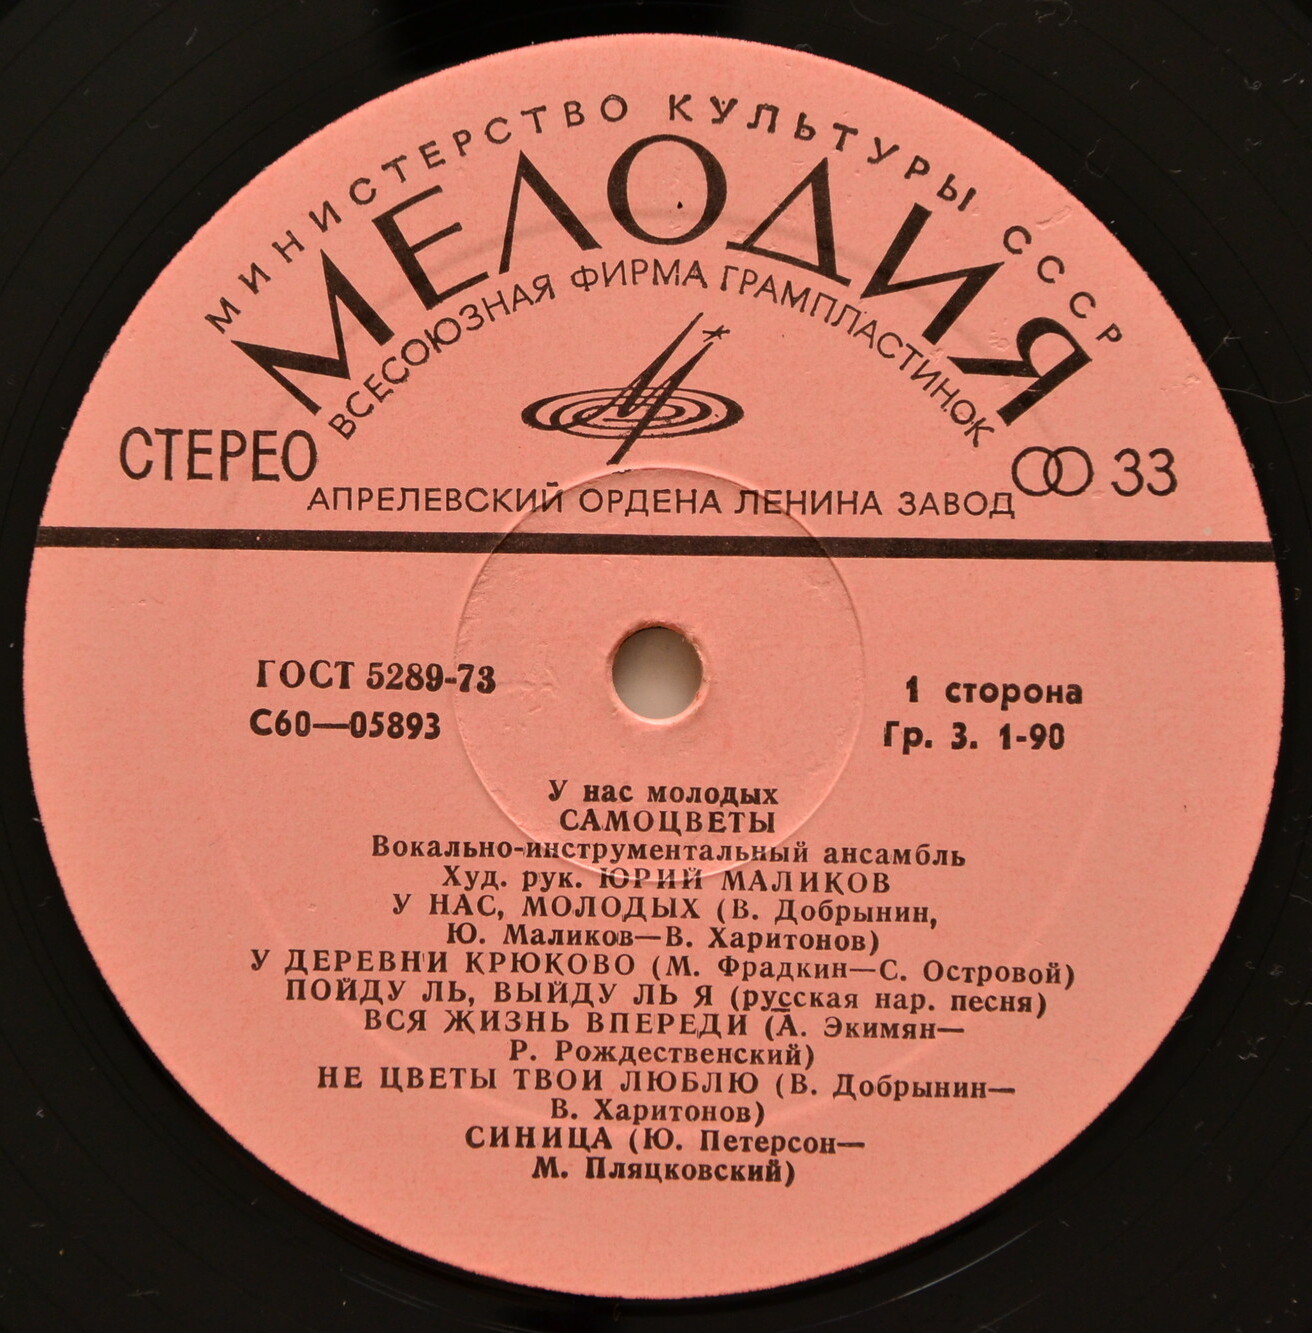 МИНИСТЕРСТВО КУЛЬТУРЫ СССР
МЕЛОДИЯ
ВСЕСОЮЗНАЯ ФИРМА ГРАМПЛАСТИНОК
СТЕРЕО
33
АПРЕЛЕВСКИЙ ОРДЕНА ЛЕНИНА ЗАВОД
ГОСТ 5289-73
С60—05893
1 сторона
Гр. 3. 1-90
У нас молодых
САМОЦВЕТЫ
Вокально-инструментальный ансамбль
Худ. рук. ЮРИЙ МАЛИКОВ
У НАС, МОЛОДЫХ (В. Добрынин,
Ю. Маликов—В. Харитонов)
У ДЕРЕВНИ КРЮКОВО (М. Фрадкин—С. Островой)
ПОЙДУ ЛЬ, ВЫЙДУ ЛЬ Я (русская нар. песня)
ВСЯ ЖИЗНЬ ВПЕРЕДИ (А. Экимян—
Р. Рождественский)
НЕ ЦВЕТЫ ТВОИ ЛЮБЛЮ (В. Добрынин—
В. Харитонов)
СИНИЦА (Ю. Петерсон—
М. Пляцковский)